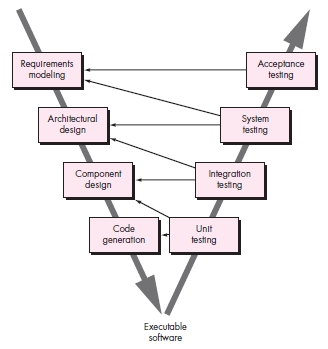 Requirements
modeling
Acceptance
testing
Architectural
design
System
testing
Component
design
Integration
testing
Code
generation
Unit
testing
Executable
software